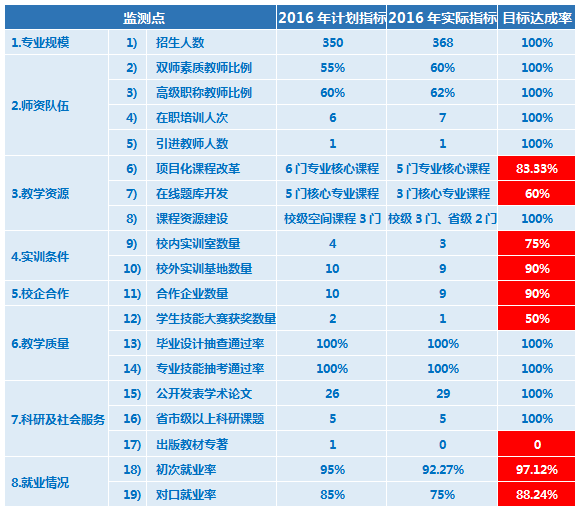 监测点 2016年计划指标 2016年实际指标 目标达成率
1.专业规模 1) 招生人数 350 368 100%
2.师资队伍 2) 双师素质教师比例 55% 60% 100%
3) 高级职称教师比例 60% 62% 100%
4) 在职培训人次 6 7 100%
5) 引进教师人数 1 1 100%
3.教学资源 6) 项目化课程改革 6门专业核心课程 5门专业核心课程 83.33%
7) 在线题库开发 5门核心专业课程 3门核心专业课程 60%
8) 课程资源建设 校级空间课程3门 校级3门、省级2门 100%
4.实训条件 9) 校内实训室数量 4 3 75%
10) 校外实训基地数量 10 9 90%
5.校企合作 11) 合作企业数量 10 9 90%
6.教学质量 12) 学生技能大赛获奖数量 2 1 50%
13) 毕业设计抽查通过率 100% 100% 100%
14) 专业技能抽考通过率 100% 100% 100%
7.科研及社会服务 15) 公开发表学术论文 26 29 100%
16) 省市级以上科研课题 5 5 100%
17) 出版教材专著 1 0 0
8.就业情况 18) 初次就业率 95% 92.27% 97.12%
19) 对口就业率 85% 75% 88.24%